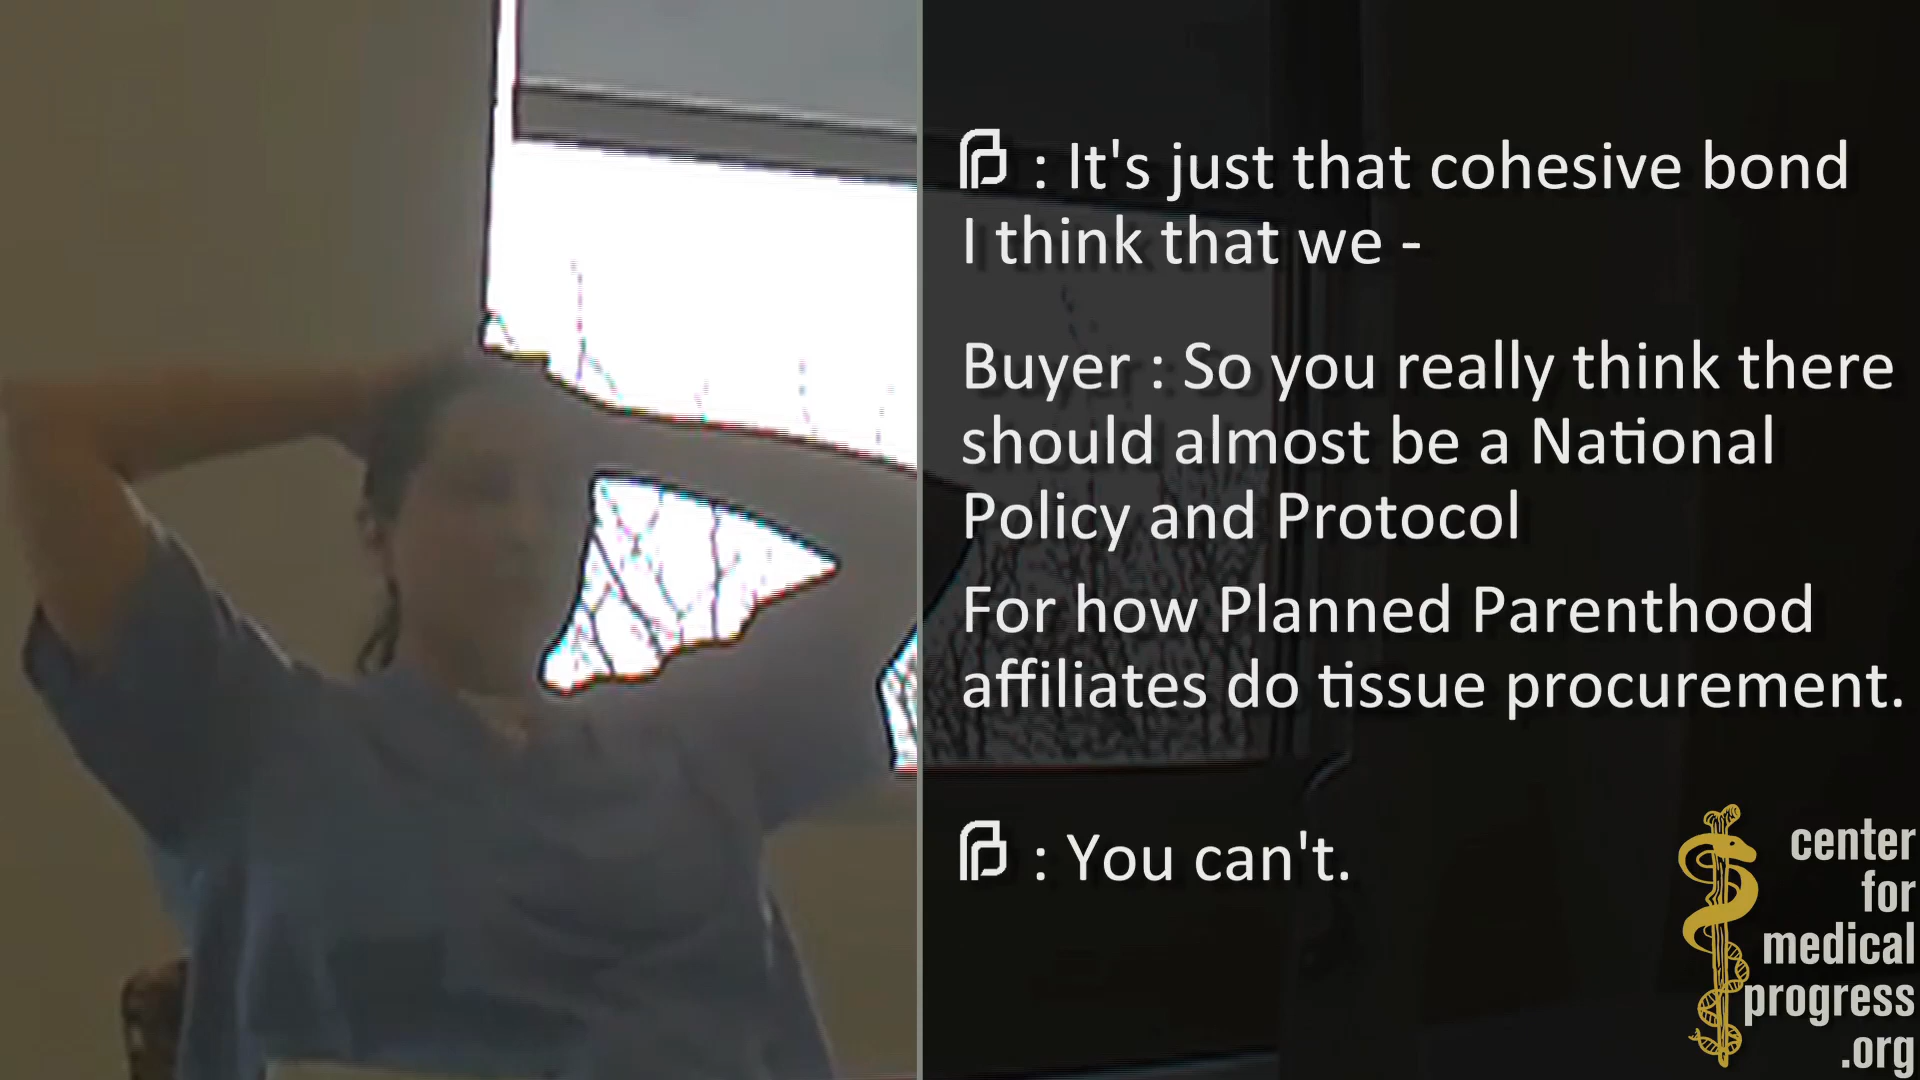 : It's just that cohesive bond
I think that we -
Buyer : So you really think there
should almost be a National
Policy and Protocol
For how Planned Parenthood
affiliates do tissue procurement.
: You can't.
center
for
medical
progress
.org